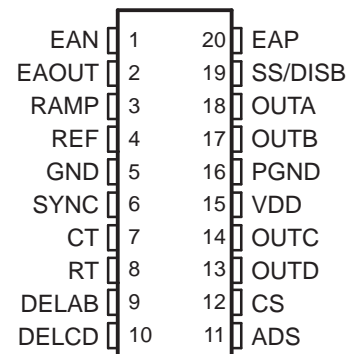 EAN 1 20 EAP
EAOUT 2 19 SS/DISB
RAMP 3 18 OUTA
REF 4 17 OUTB
GND 5 16 PGND
SYNC 6 15 VDD
CT 7 14 OUTC
RT 8 13 OUTD
DELAB 9 12 CS
DELCD 10 11 ADS